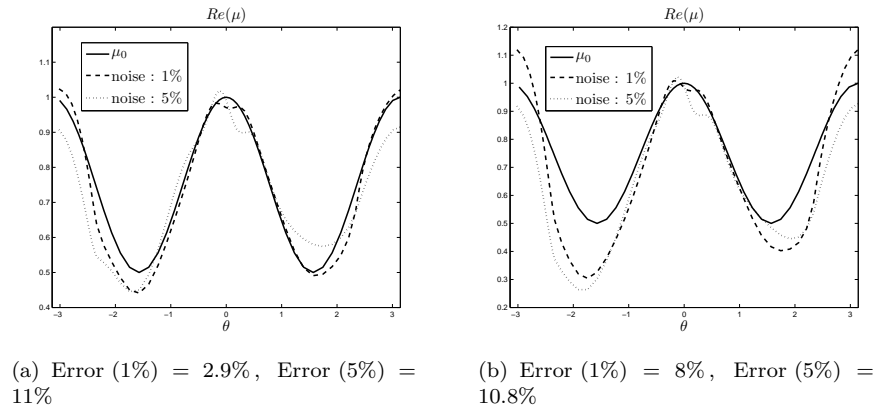 Re(μ)
1.1
1
0.9
0.8
0.7
0.6
0.5
0.4
μ0
noise : 1%
noise : 5%
−3 −2 −1 0 1 2 3
θ
(a) Error (1%) = 2.9% , Error (5%) =
11%
Re(μ)
1.2
1.1
1
0.9
0.8
0.7
0.6
0.5
0.4
0.3
0.2
μ0
noise : 1%
noise : 5%
−3 −2 −1 0 1 2 3
θ
(b) Error (1%) = 8% , Error (5%) =
10.8%